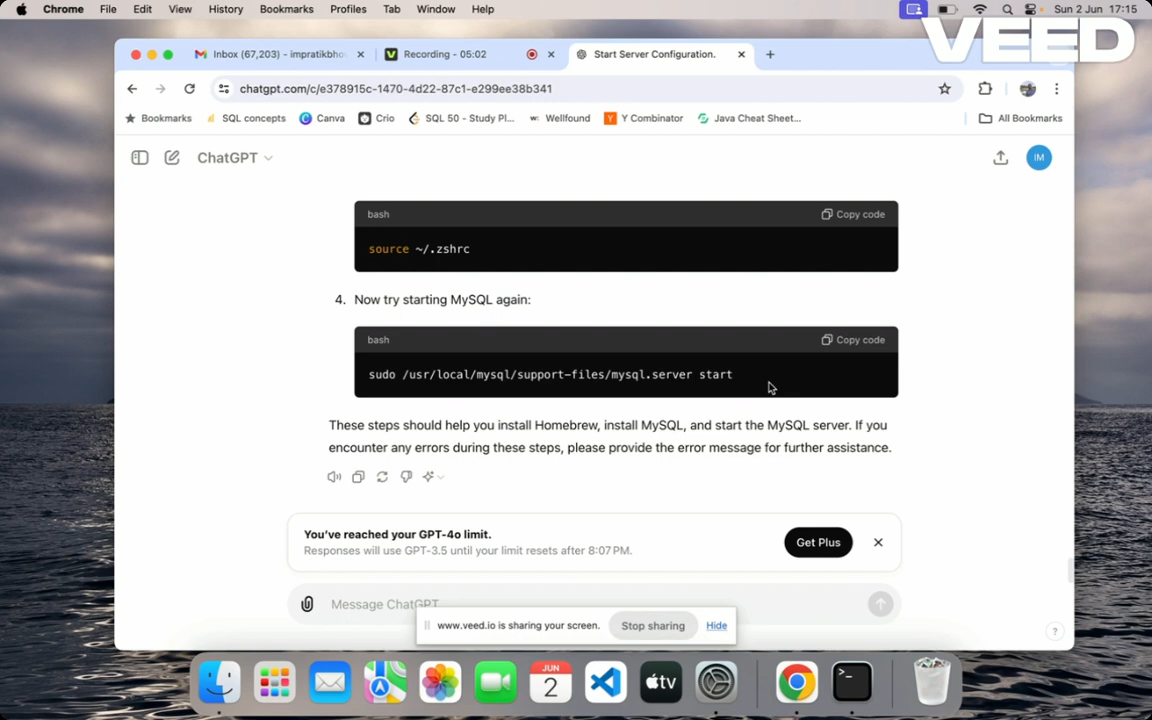 Chrome File Edit View History Bookmarks Profiles Tab Window Help Sun 2 Jun 17:15
VEED
Inbox (67,203) - impratikbho
Recording - 05:02
Start Server Configuration.
chatgpt.com/c/e378915c-1470-4d22-87c1-e299ee38b341
Bookmarks SQL concepts Canva Crio SQL 50 - Study Pl... Wellfound Y Combinator Java Cheat Sheet... All Bookmarks
ChatGPT
IM
bash Copy code
source ~/.zshrc
4. Now try starting MySQL again:
bash Copy code
sudo /usr/local/mysql/support-files/mysql.server start
These steps should help you install Homebrew, install MySQL, and start the MySQL server. If you
encounter any errors during these steps, please provide the error message for further assistance.
You've reached your GPT-4o limit.
Responses will use GPT-3.5 until your limit resets after 8:07 PM.
Get Plus
Message ChatGPT
www.veed.io is sharing your screen. Stop sharing Hide
?
JUN
2
tv